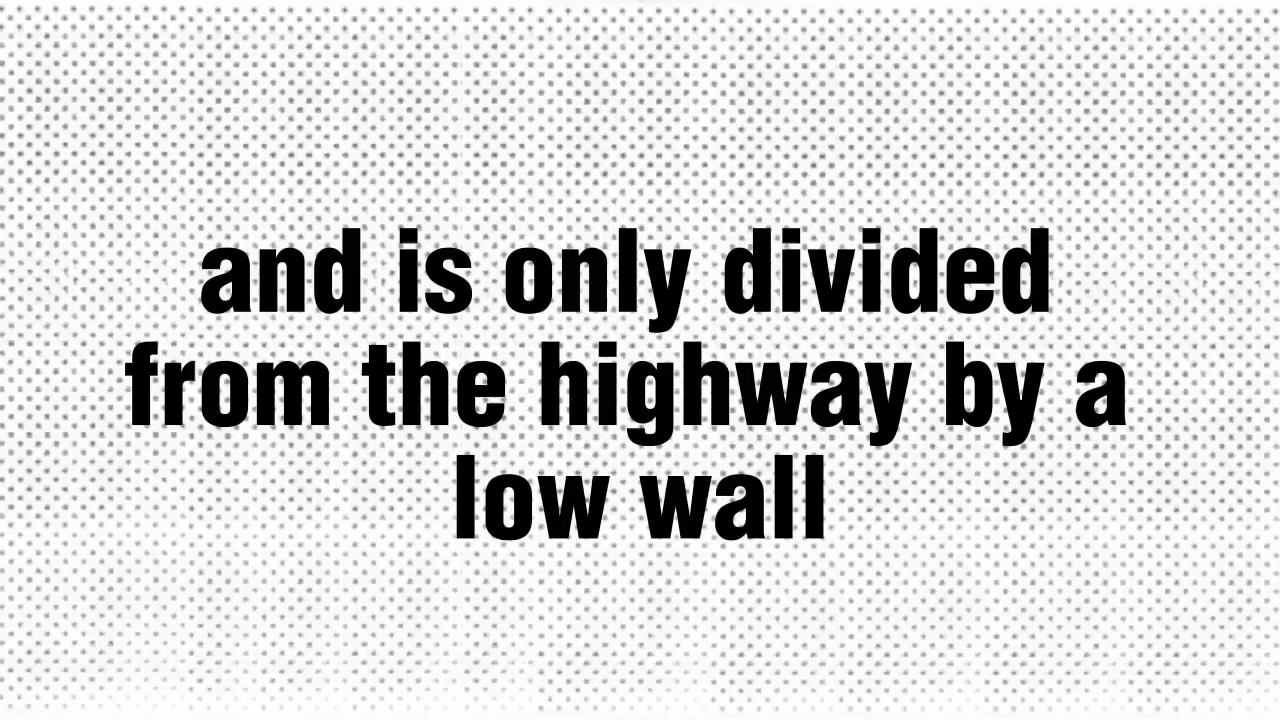 and is only divided
from the highway by a
low wall